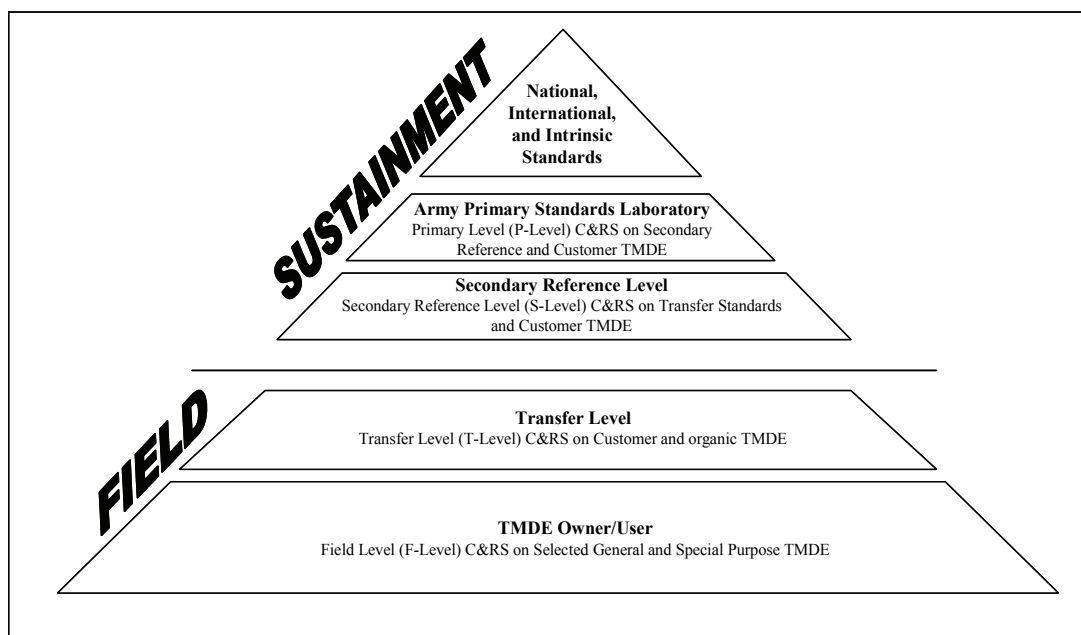 SUSTAINMENT
National,
International,
and Intrinsic
Standards
Army Primary Standards Laboratory
Primary Level (P-Level) C&RS on Secondary
Reference and Customer TMDE
Secondary Reference Level
Secondary Reference Level (S-Level) C&RS on Transfer Standards
and Customer TMDE
FIELD
Transfer Level
Transfer Level (T-Level) C&RS on Customer and organic TMDE
TMDE Owner/User
Field Level (F-Level) C&RS on Selected General and Special Purpose TMDE